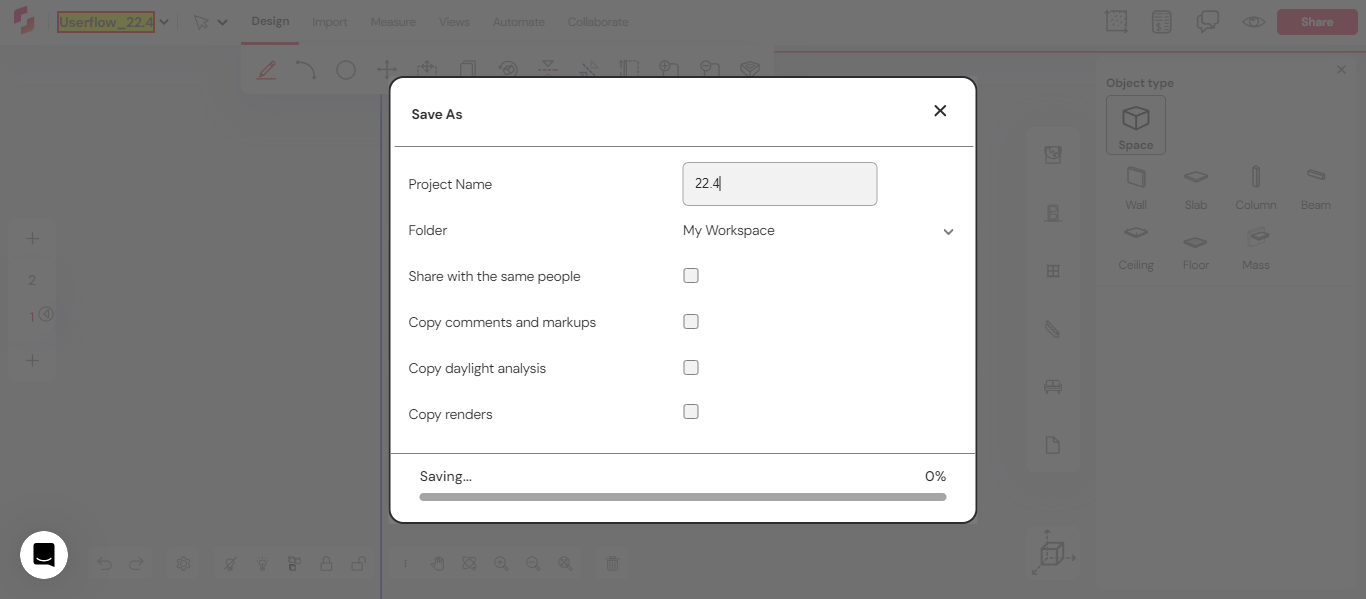 Userflow_22.4
Design
Import
Measure
Views
Automate
Collaborate
Share
Object type
Space
Wall
Slab
Column
Beam
Ceiling
Floor
Mass
2
1
Save As
Project Name
22.4
Folder
My Workspace
Share with the same people
Copy comments and markups
Copy daylight analysis
Copy renders
Saving...
0%